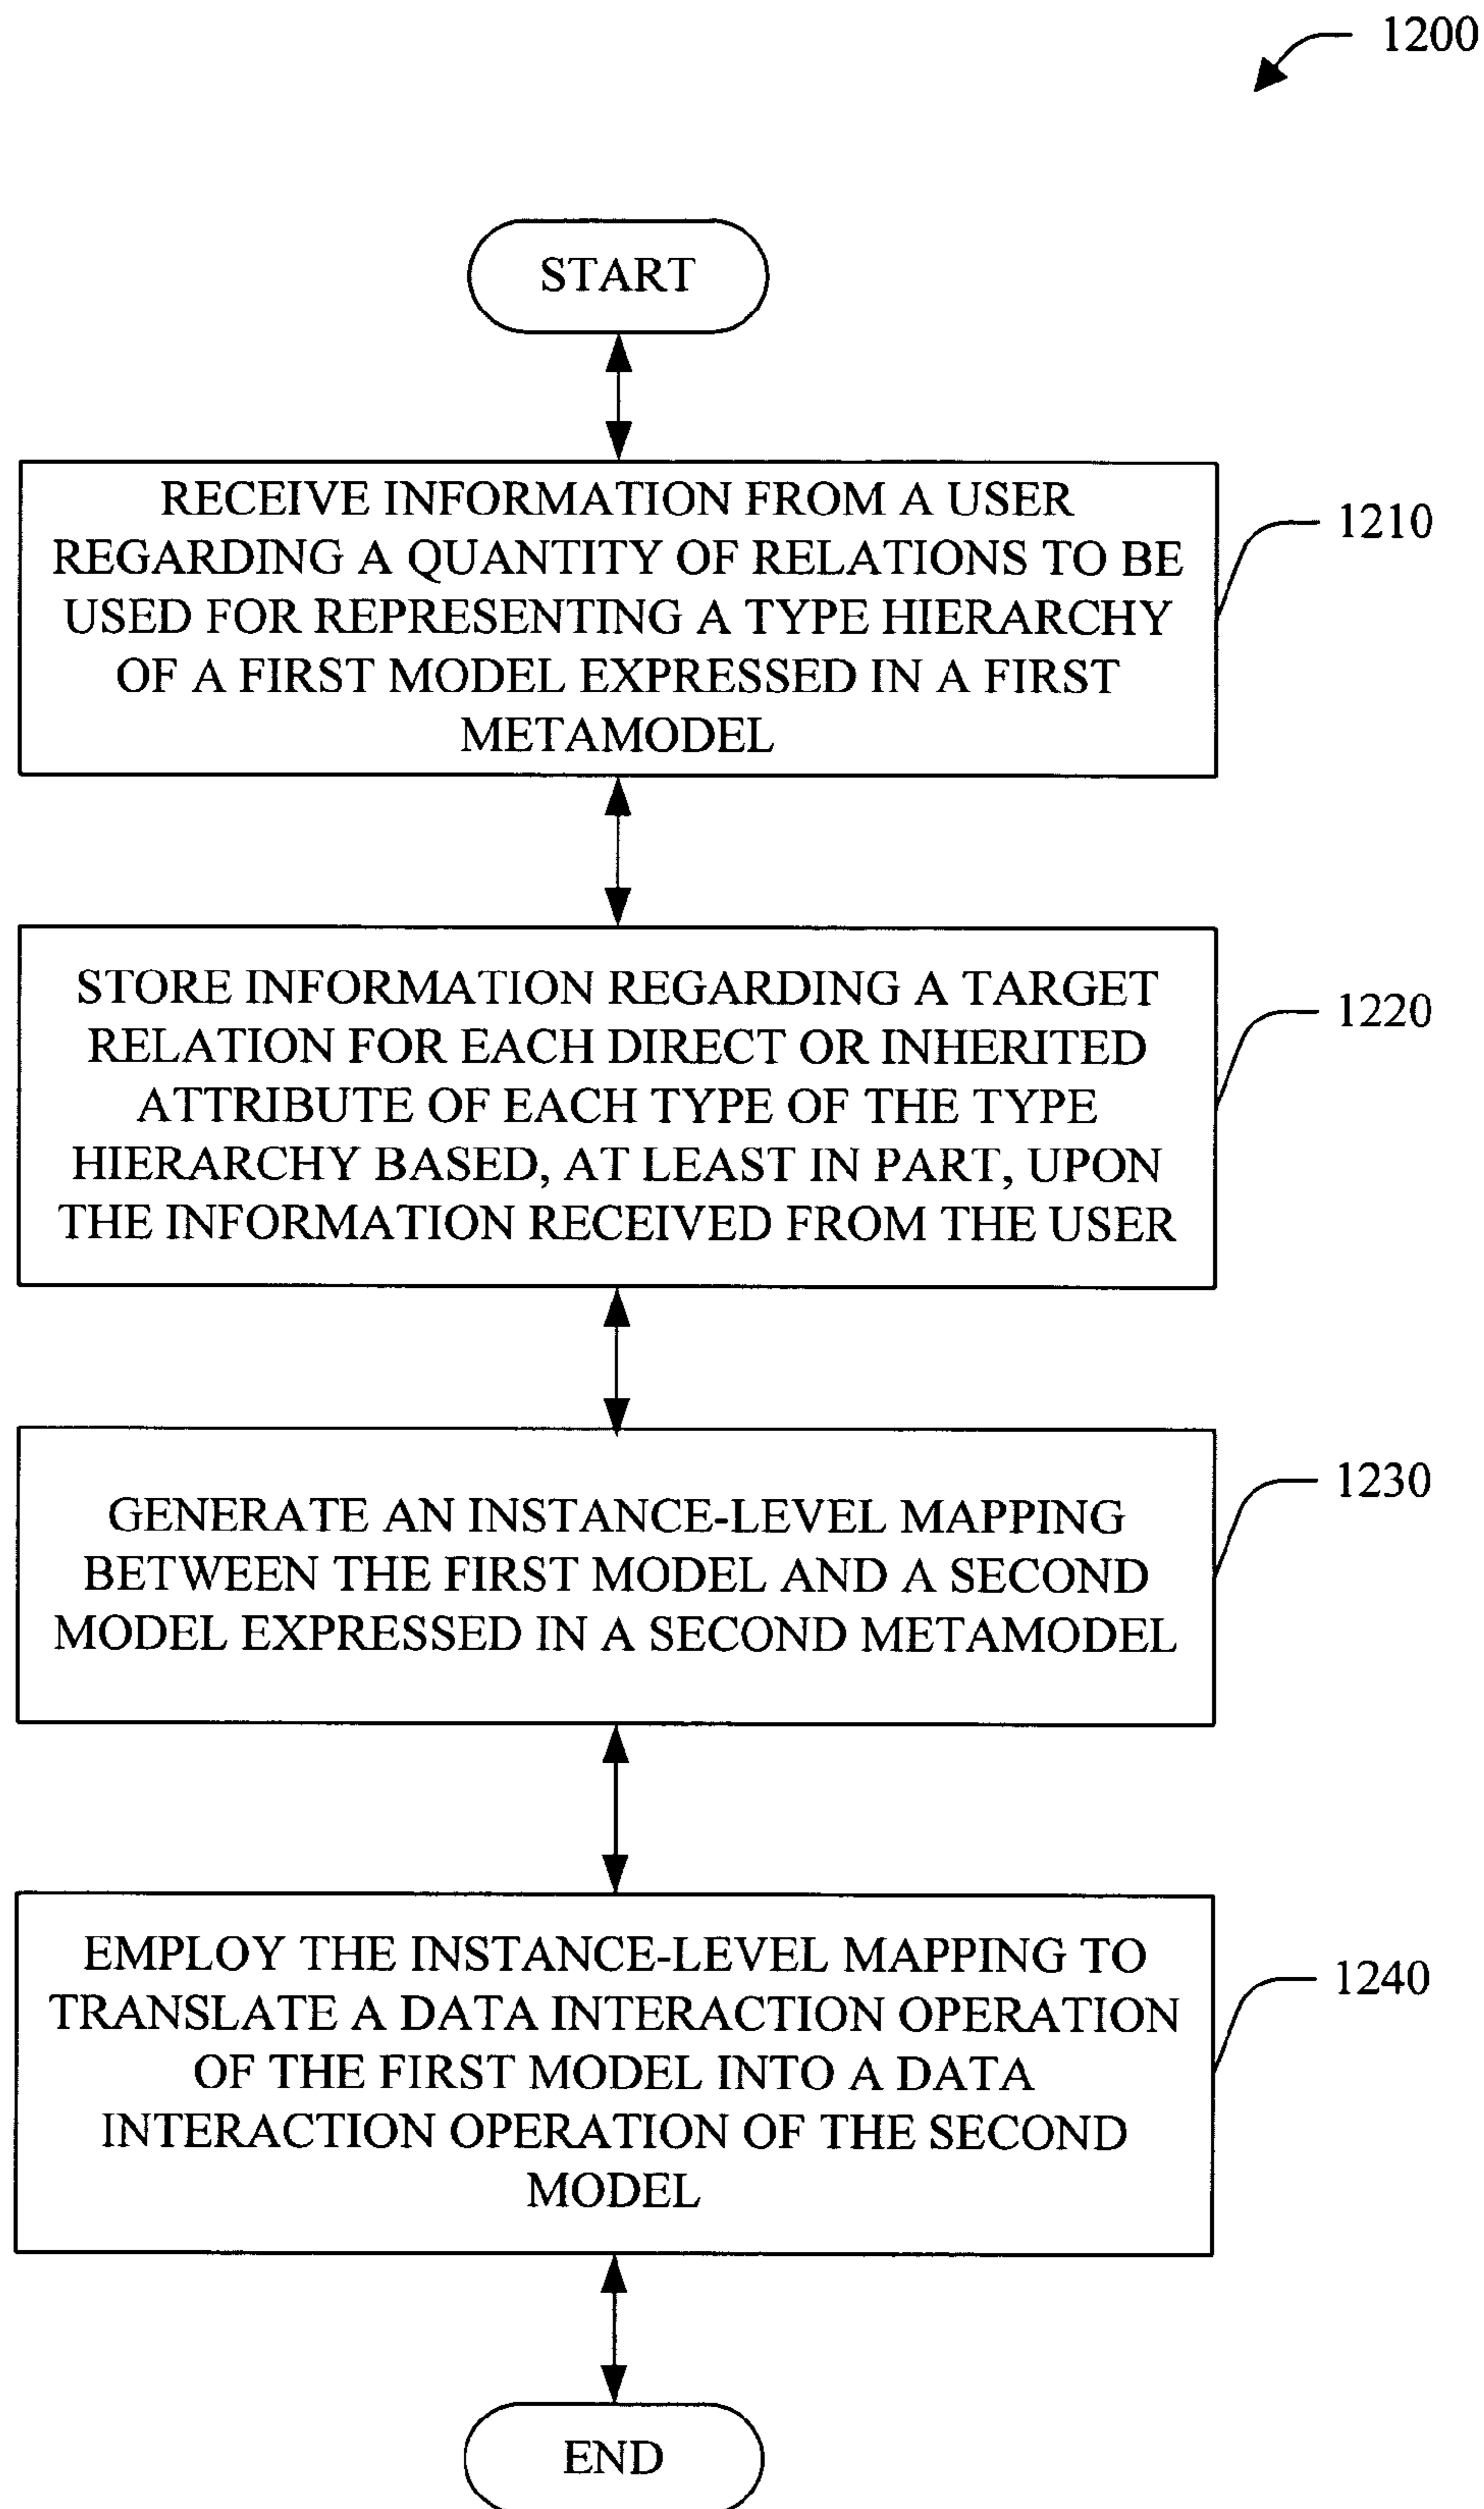 1200
START
RECEIVE INFORMATION FROM A USER
REGARDING A QUANTITY OF RELATIONS TO BE
USED FOR REPRESENTING A TYPE HIERARCHY
OF A FIRST MODEL EXPRESSED IN A FIRST
METAMODEL
1210
STORE INFORMATION REGARDING A TARGET
RELATION FOR EACH DIRECT OR INHERITED
ATTRIBUTE OF EACH TYPE OF THE TYPE
HIERARCHY BASED, AT LEAST IN PART, UPON
THE INFORMATION RECEIVED FROM THE USER
1220
GENERATE AN INSTANCE-LEVEL MAPPING
BETWEEN THE FIRST MODEL AND A SECOND
MODEL EXPRESSED IN A SECOND METAMODEL
1230
EMPLOY THE INSTANCE-LEVEL MAPPING TO
TRANSLATE A DATA INTERACTION OPERATION
OF THE FIRST MODEL INTO A DATA
INTERACTION OPERATION OF THE SECOND
MODEL
1240
END